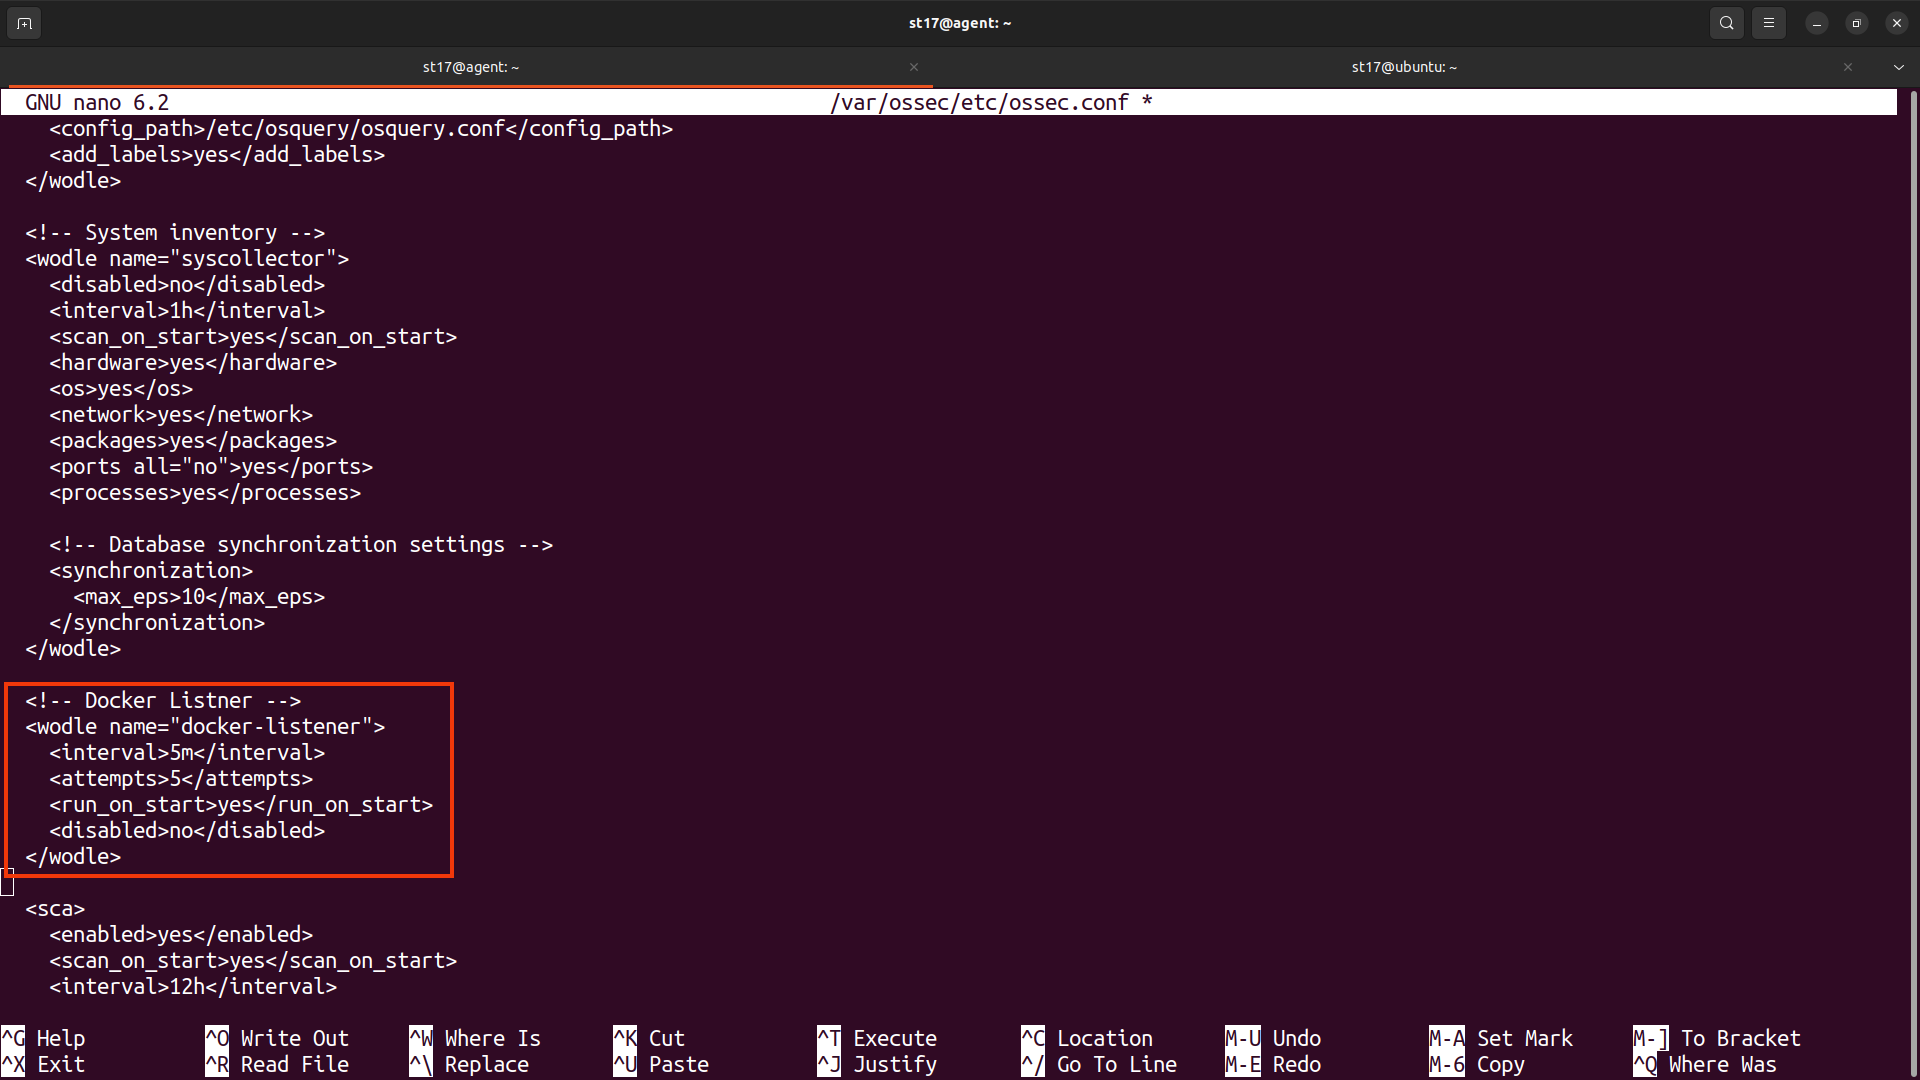 st17@agent: ~
st17@agent: ~
st17@ubuntu: ~
GNU nano 6.2 /var/ossec/etc/ossec.conf *
<config_path>/etc/osquery/osquery.conf</config_path>
<add_labels>yes</add_labels>
</wodle>
<!-- System inventory -->
<wodle name="syscollector">
<disabled>no</disabled>
<interval>1h</interval>
<scan_on_start>yes</scan_on_start>
<hardware>yes</hardware>
<os>yes</os>
<network>yes</network>
<packages>yes</packages>
<ports all="no">yes</ports>
<processes>yes</processes>
<!-- Database synchronization settings -->
<synchronization>
<max_eps>10</max_eps>
</synchronization>
</wodle>
<!-- Docker Listner -->
<wodle name="docker-listener">
<interval>5m</interval>
<attempts>5</attempts>
<run_on_start>yes</run_on_start>
<disabled>no</disabled>
</wodle>
<sca>
<enabled>yes</enabled>
<scan_on_start>yes</scan_on_start>
<interval>12h</interval>
^G Help ^O Write Out ^W Where Is ^K Cut ^T Execute ^C Location M-U Undo M-A Set Mark M-] To Bracket
^X Exit ^R Read File ^\ Replace ^U Paste ^J Justify ^/ Go To Line M-E Redo M-6 Copy ^Q Where Was